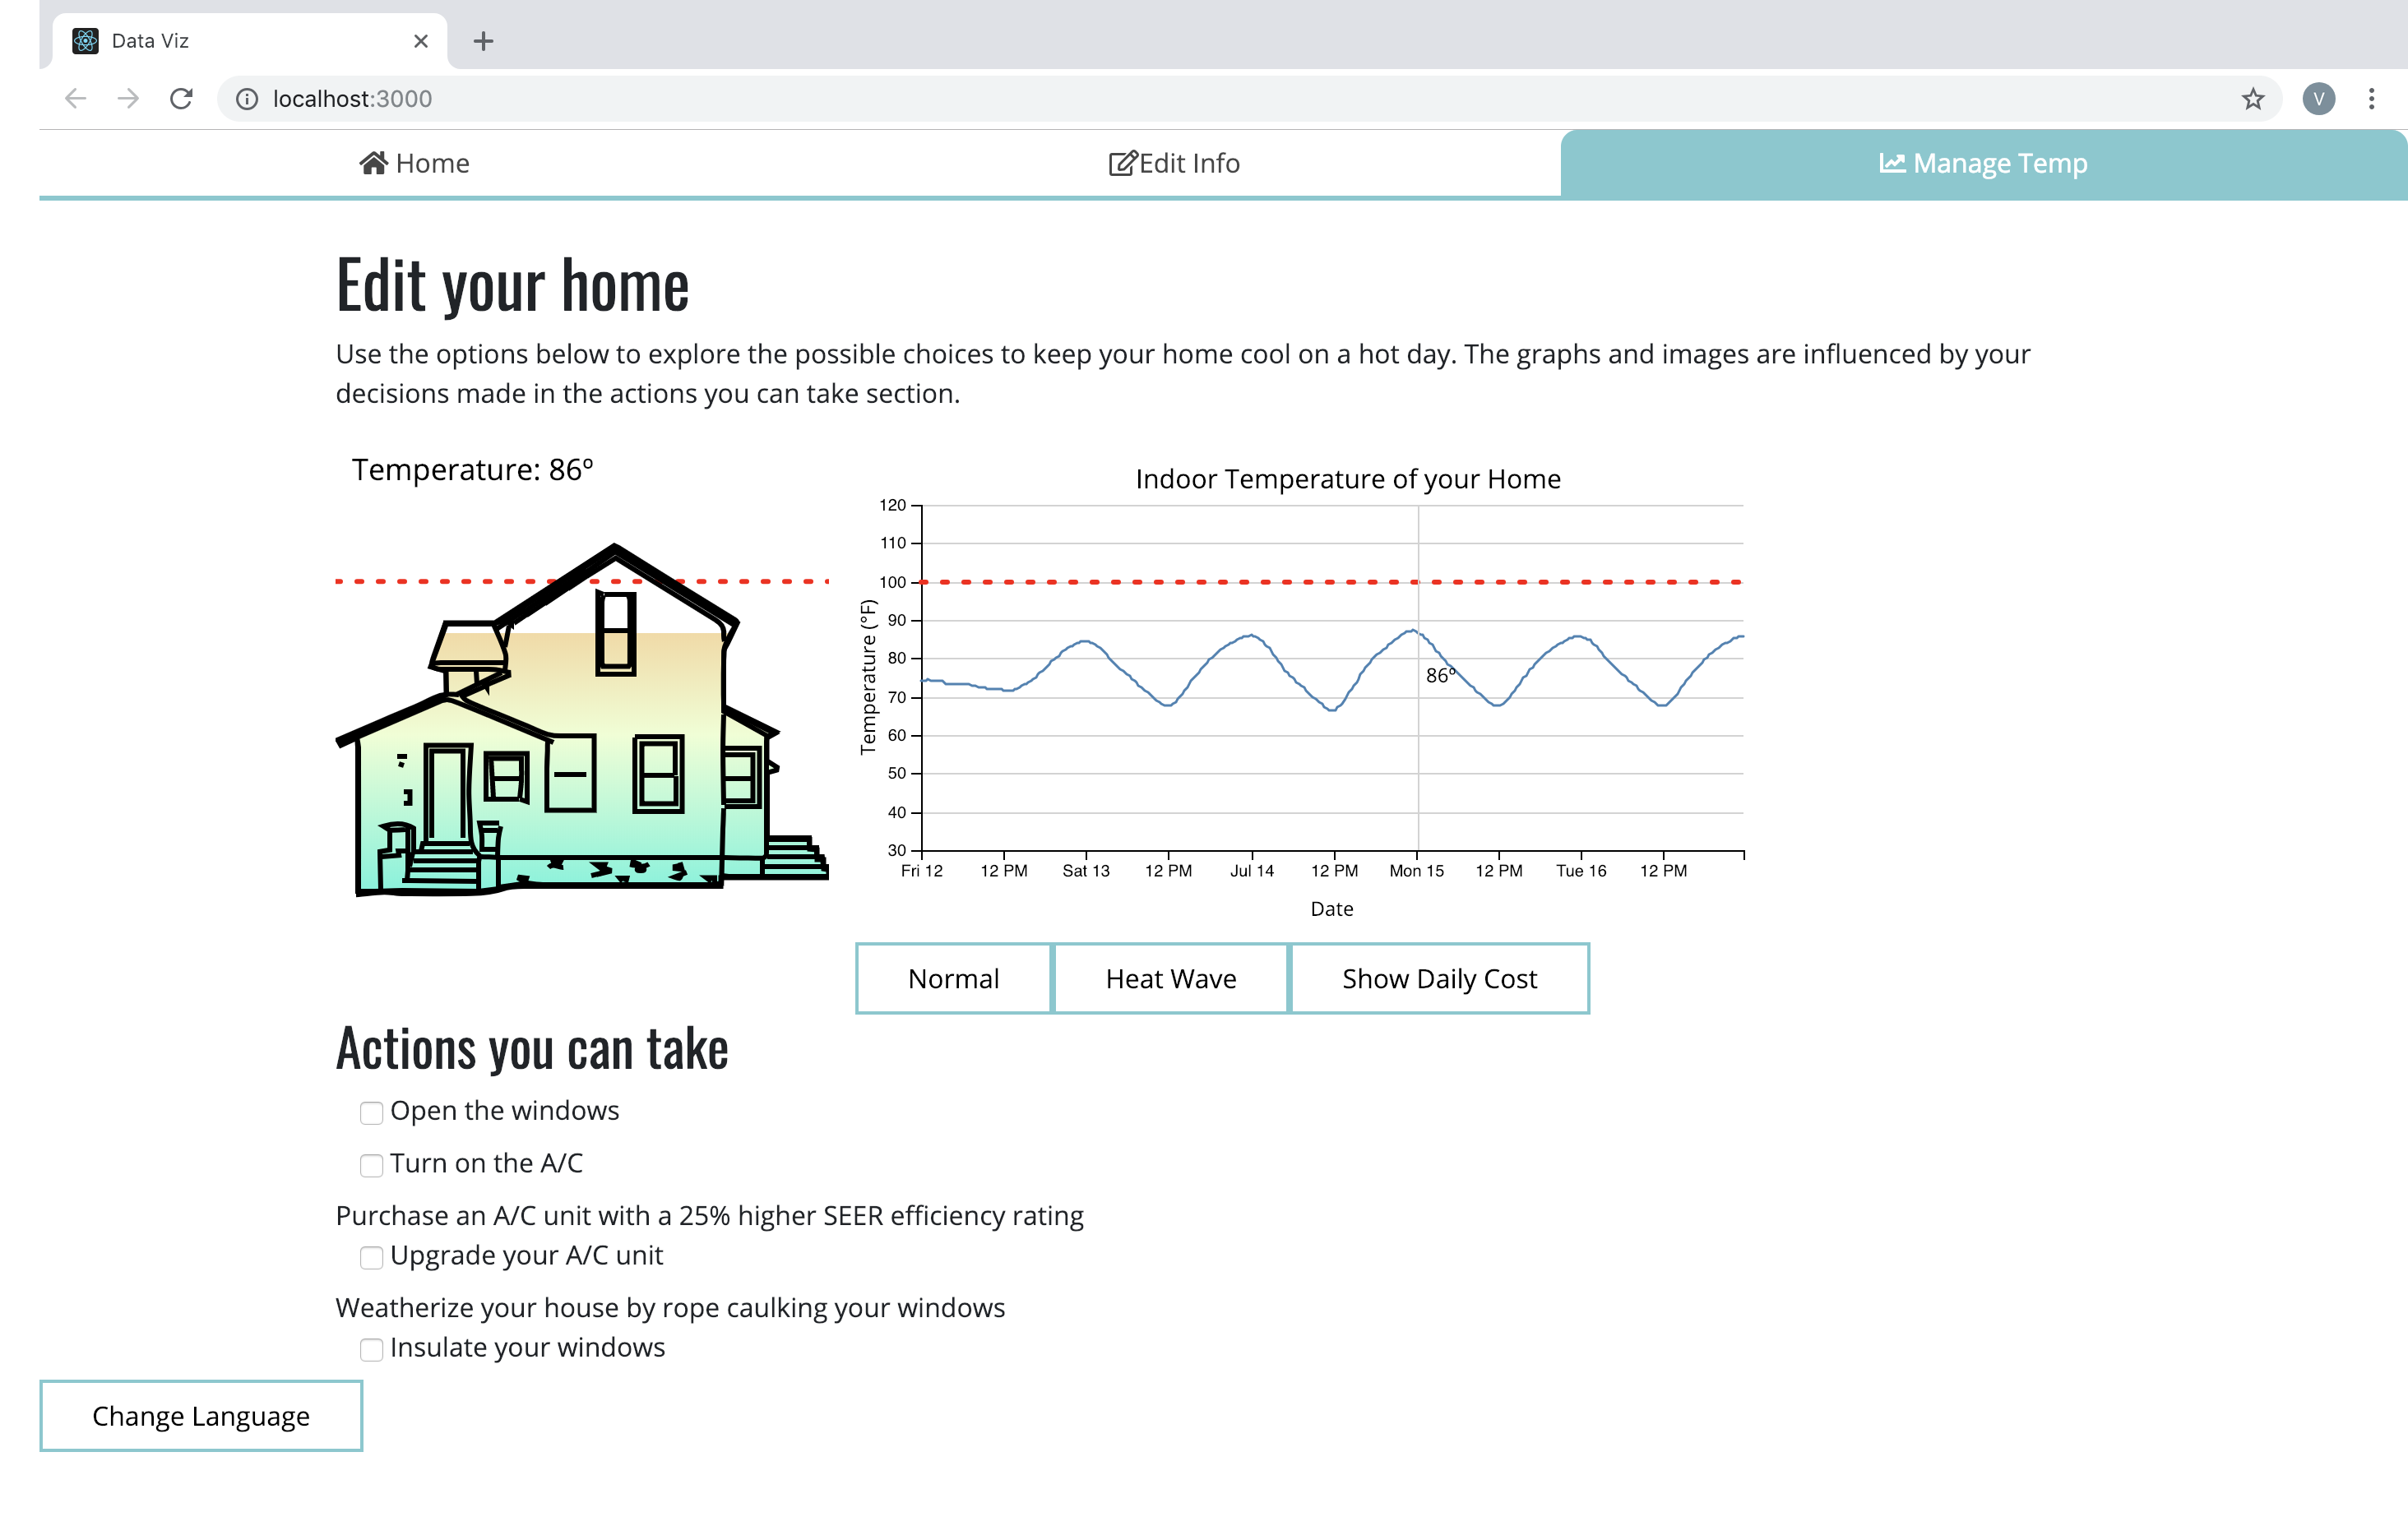 Data Viz
localhost:3000
V
Home
Edit Info
Manage Temp
Edit your home
Use the options below to explore the possible choices to keep your home cool on a hot day. The graphs and images are influenced by your
decisions made in the actions you can take section.
Temperature: 86º
Indoor Temperature of your Home
120
110
100
90
80
70
60
50
40
30
Temperature (°F)
86º
Fri 12
12 PM
Sat 13
12 PM
Jul 14
12 PM
Mon 15
12 PM
Tue 16
12 PM
Date
Normal
Heat Wave
Show Daily Cost
Actions you can take
Open the windows
Turn on the A/C
Purchase an A/C unit with a 25% higher SEER efficiency rating
Upgrade your A/C unit
Weatherize your house by rope caulking your windows
Insulate your windows
Change Language